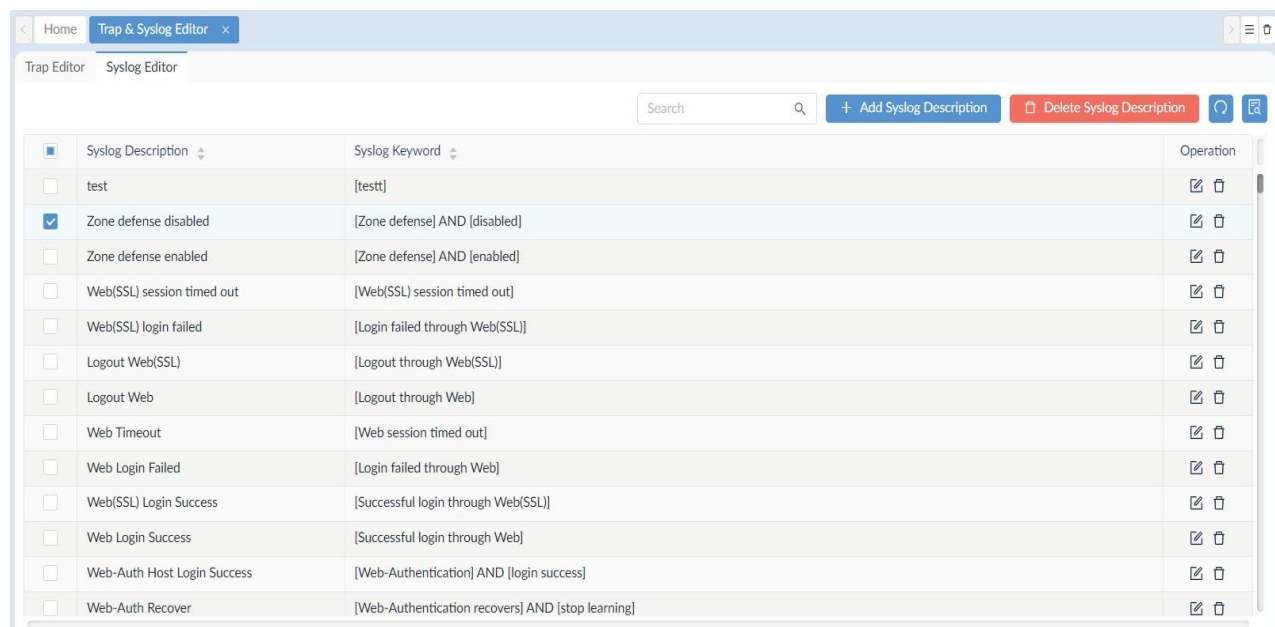 Home Trap & Syslog Editor
Trap Editor Syslog Editor
Search + Add Syslog Description Delete Syslog Description
Syslog Description Syslog Keyword Operation
test [testt]
Zone defense disabled [Zone defense] AND [disabled]
Zone defense enabled [Zone defense] AND [enabled]
Web(SSL) session timed out [Web(SSL) session timed out]
Web(SSL) login failed [Login failed through Web(SSL)]
Logout Web(SSL) [Logout through Web(SSL)]
Logout Web [Logout through Web]
Web Timeout [Web session timed out]
Web Login Failed [Login failed through Web]
Web(SSL) Login Success [Successful login through Web(SSL)]
Web Login Success [Successful login through Web]
Web-Auth Host Login Success [Web-Authentication] AND [login success]
Web-Auth Recover [Web-Authentication recovers] AND [stop learning]